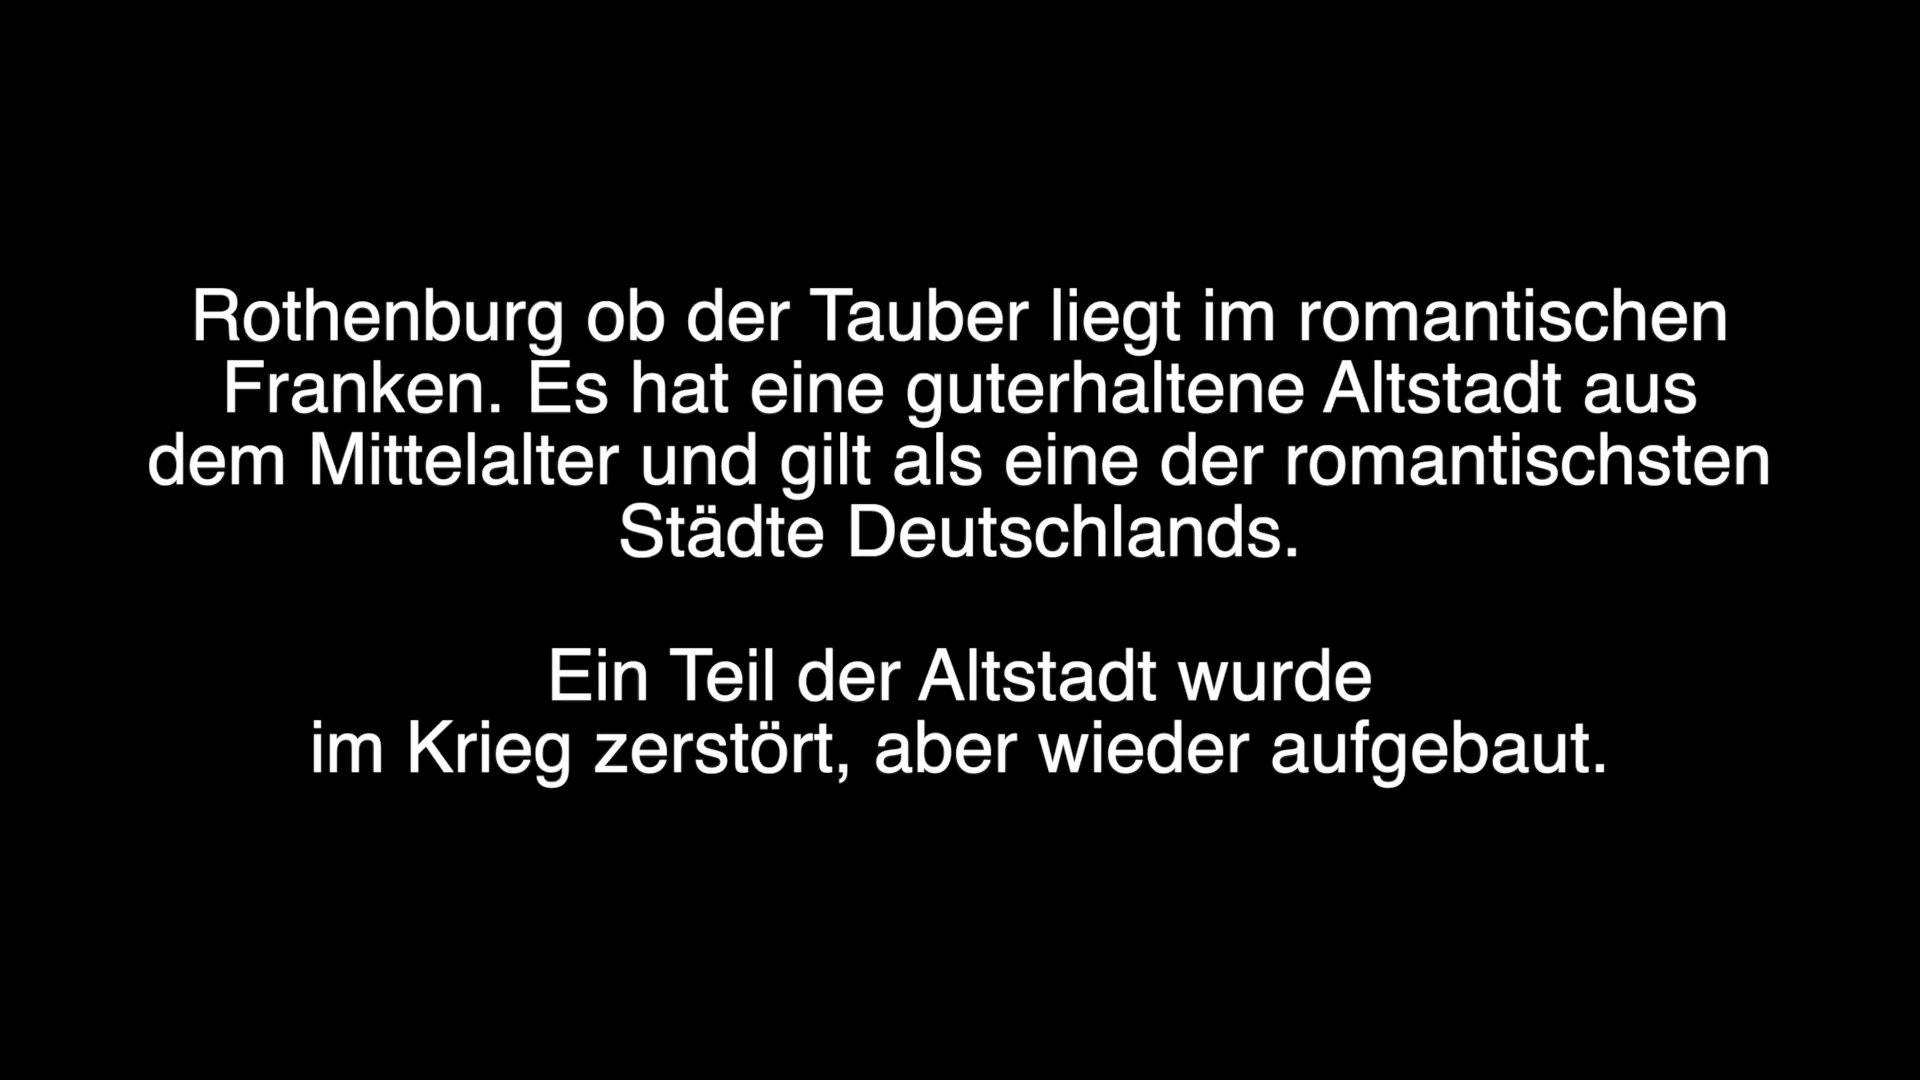 Rothenburg ob der Tauber liegt im romantischen
Franken. Es hat eine guterhaltene Altstadt aus
dem Mittelalter und gilt als eine der romantischsten
Städte Deutschlands.
Ein Teil der Altstadt wurde
im Krieg zerstört, aber wieder aufgebaut.